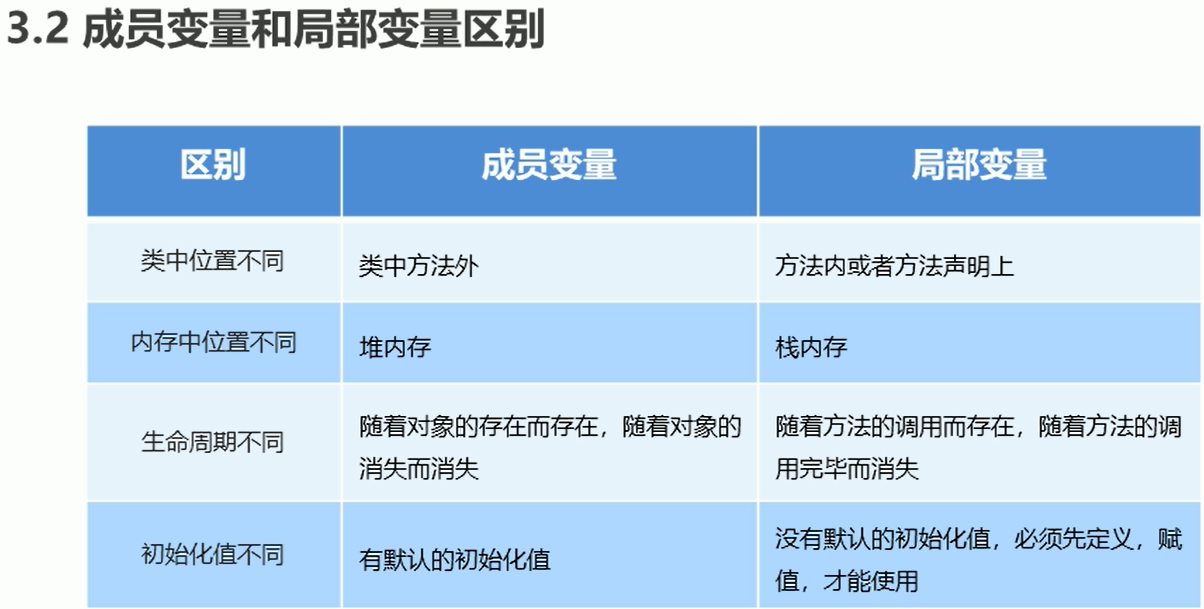 3.2 成员变量和局部变量区别
区别 成员变量 局部变量
类中位置不同 类中方法外 方法内或者方法声明上
内存中位置不同 堆内存 栈内存
生命周期不同
随着对象的存在而存在，随着对象的
消失而消失
随着方法的调用而存在，随着方法的调
用完毕而消失
初始化值不同 有默认的初始化值
没有默认的初始化值，必须先定义，赋
值，才能使用